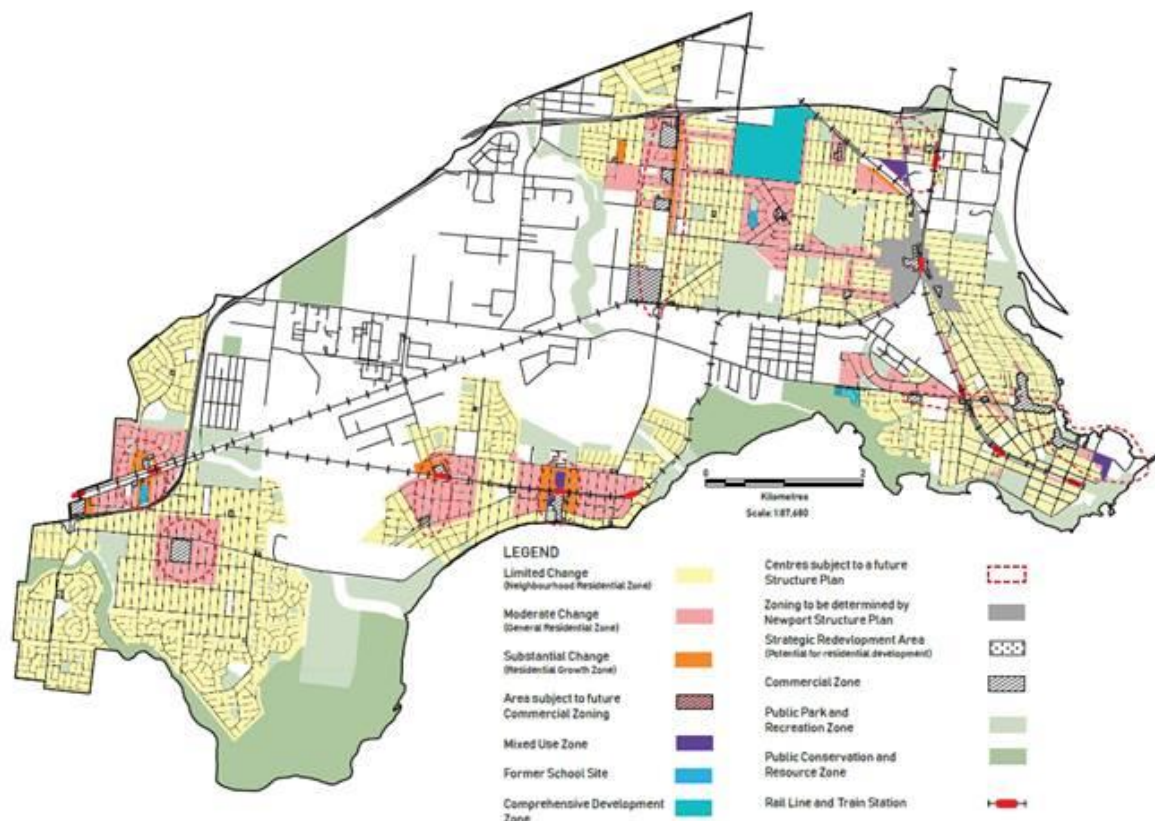 0
2
Kilometres
Scale: 1:87,680
LEGEND
Limited Change
(Neighbourhood Residential Zone)
Moderate Change
(General Residential Zone)
Substantial Change
(Residential Growth Zone)
Area subject to future
Commercial Zoning
Mixed Use Zone
Former School Site
Comprehensive Development
Zone
Centres subject to a future
Structure Plan
Zoning to be determined by
Newport Structure Plan
Strategic Redevlopment Area
(Potential for residential development)
Commercial Zone
Public Park and
Recreation Zone
Public Conservation and
Resource Zone
Rail Line and Train Station